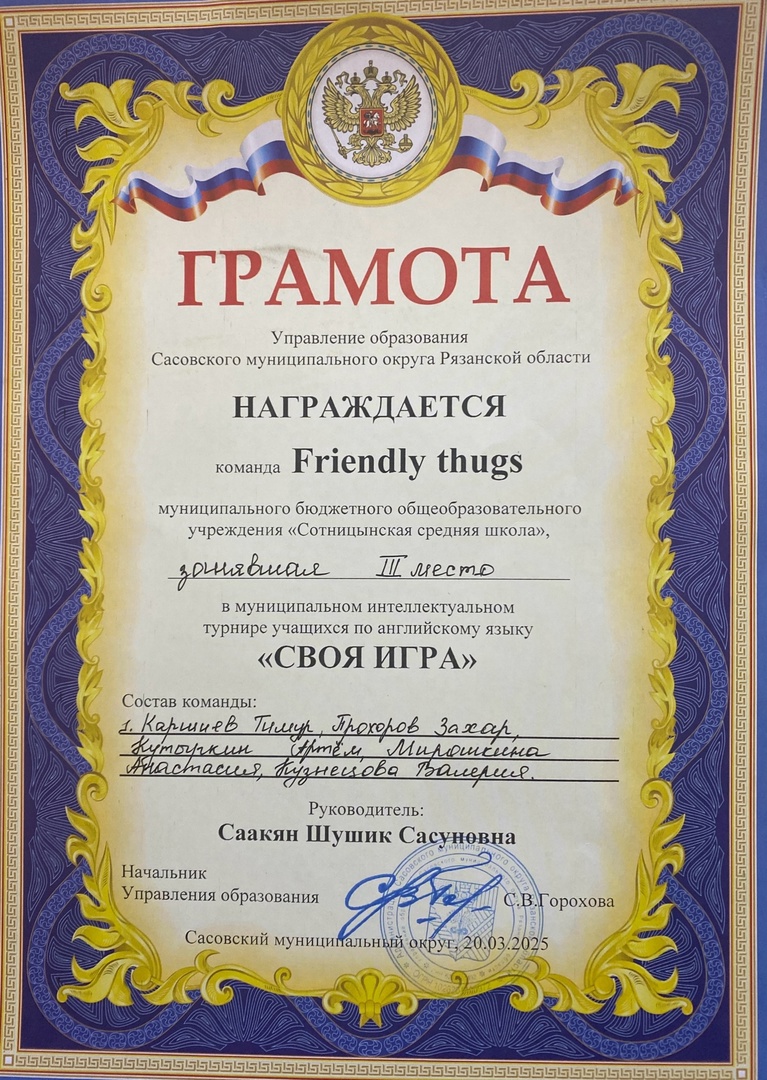 ГРАМОТА
Управление образования
Сасовского муниципального округа Рязанской области
НАГРАЖДАЕТСЯ
команда Friendly thugs
муниципального бюджетного общеобразовательного
учреждения «Сотницынская средняя школа»,
занявшая III место
в муниципальном интеллектуальном
турнире учащихся по английскому языку
«СВОЯ ИГРА»
Состав команды:
1. Каршиев Тимур, Прохоров Захар,
Кутыркин Артём, Мирошкина
Анастасия, Кузнецова Валерия.
Руководитель:
Саакян Шушик Сасуновна
Начальник
Управления образования С.В.Горохова
Сасовский муниципальный округ, 20.03.2025